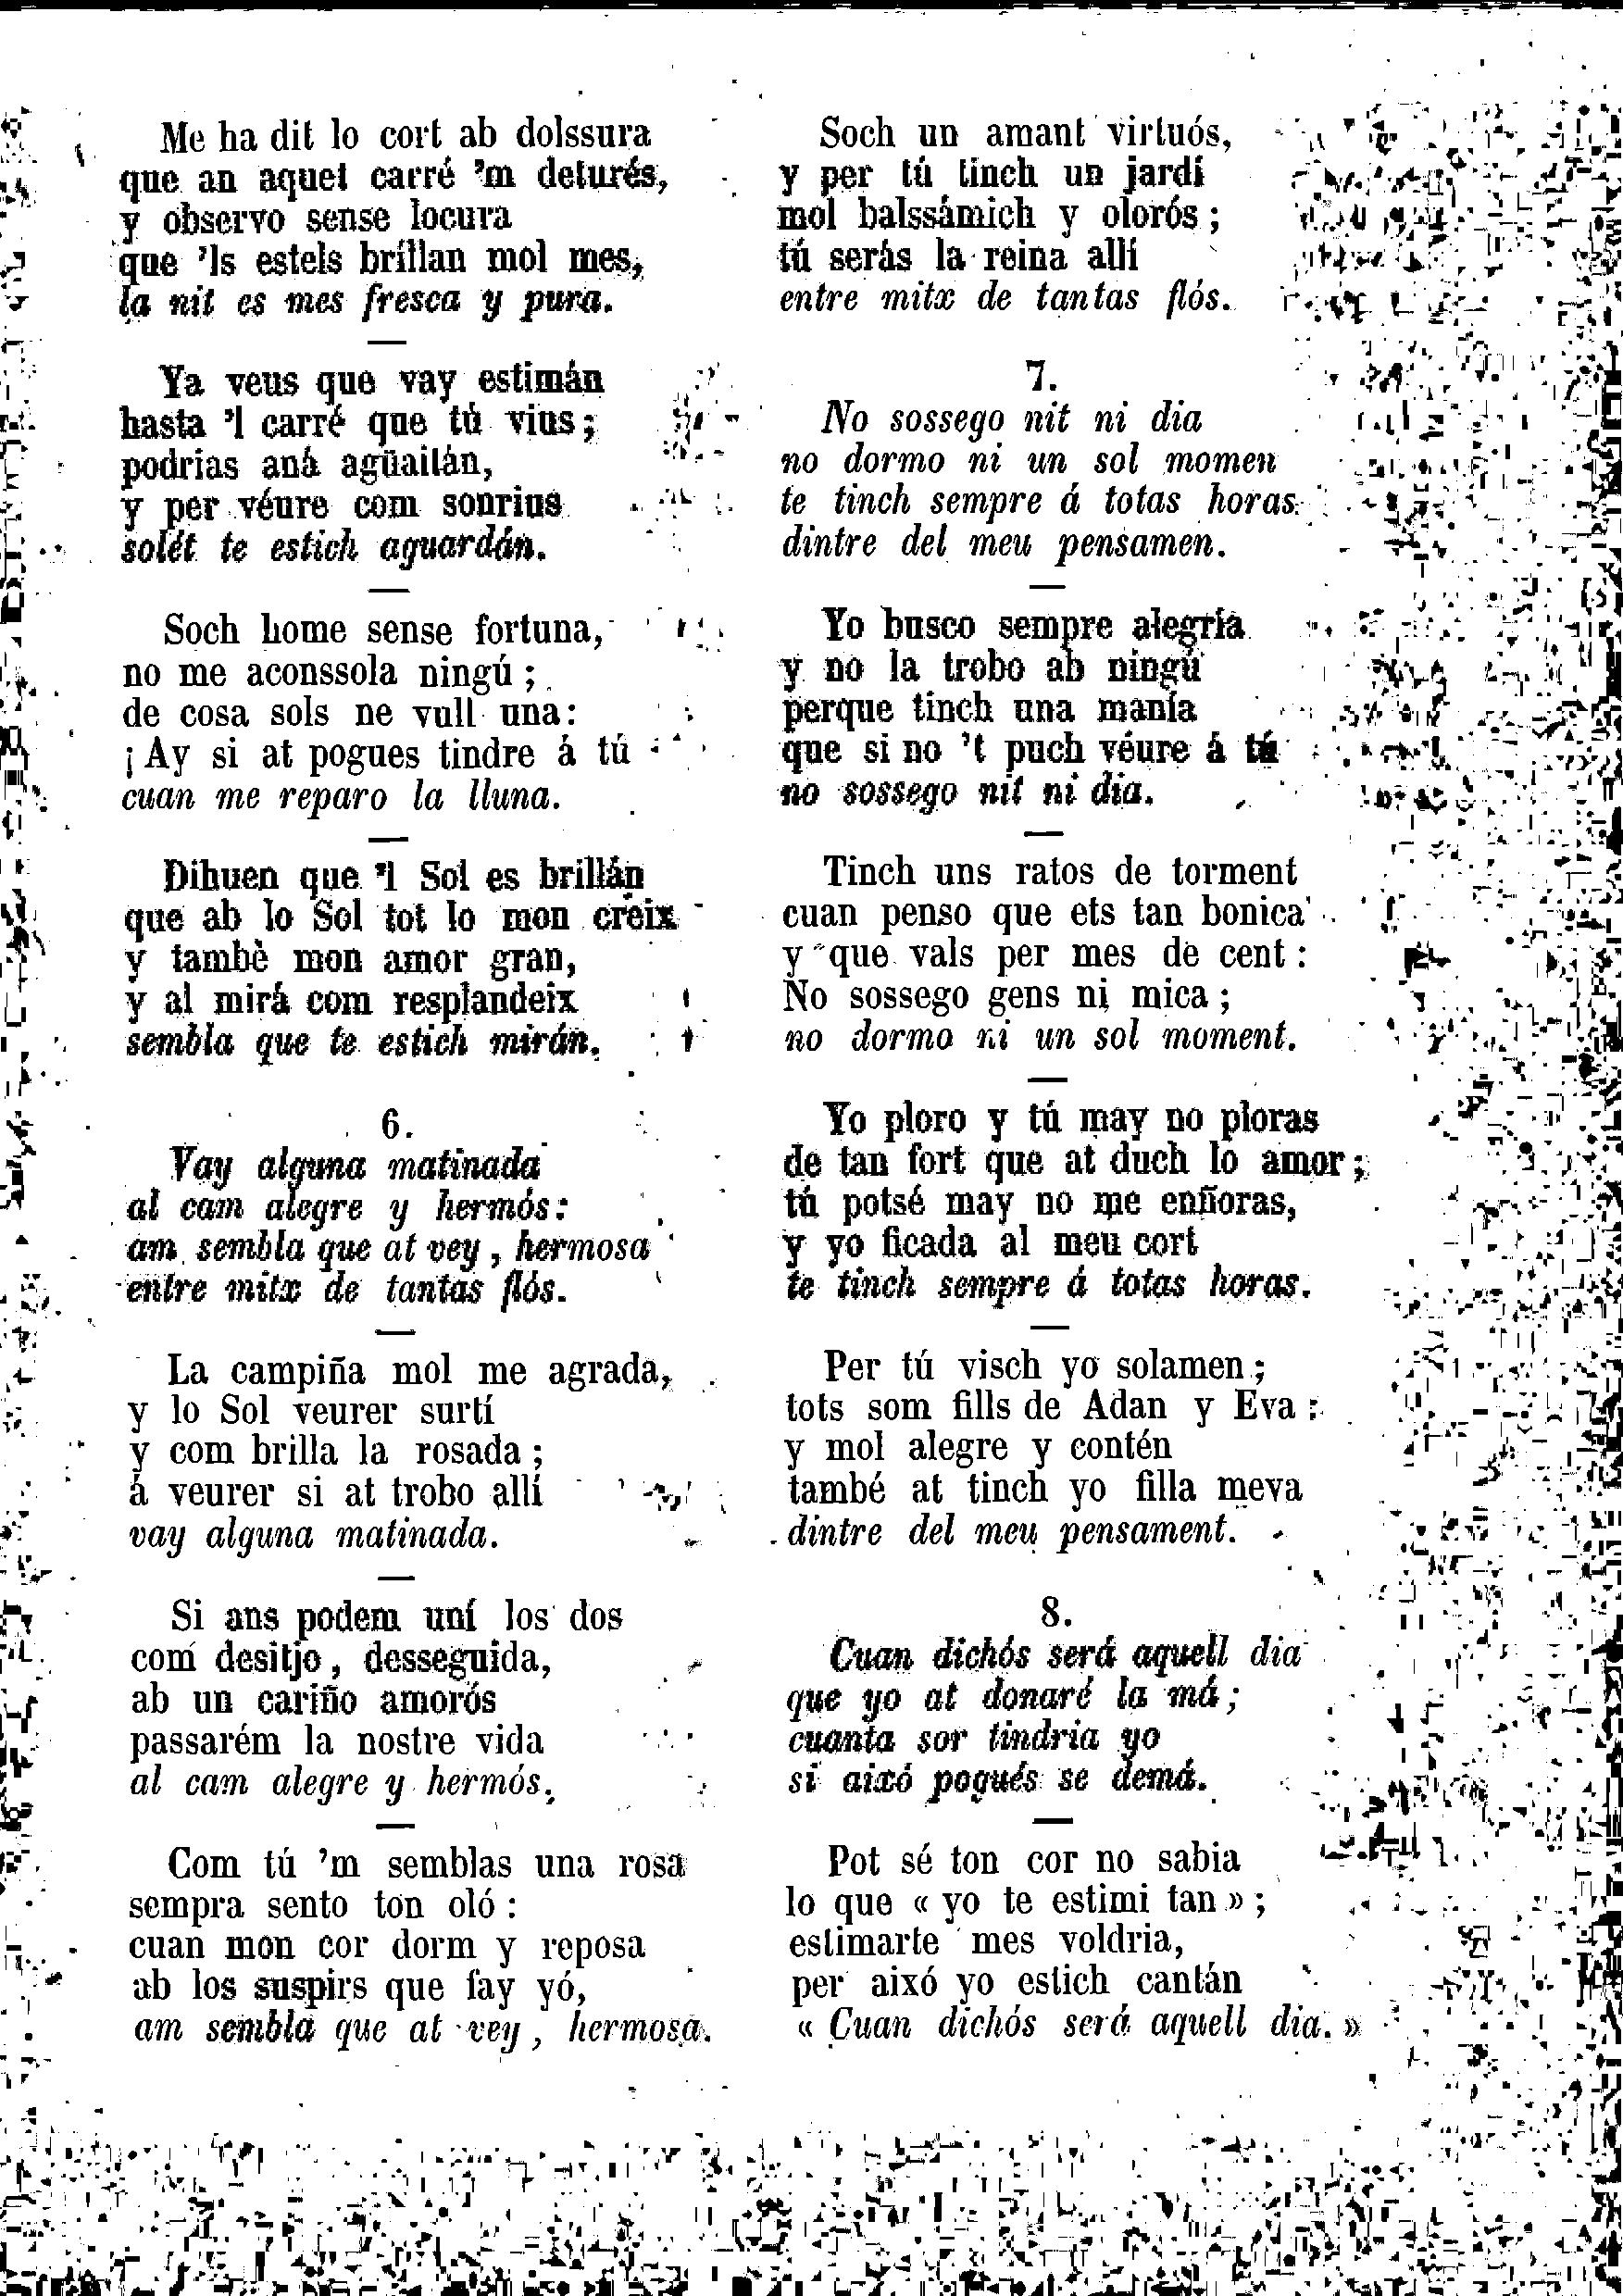 Me ha dit lo cort ab dolssura
que an aquet carré 'm deturés,
y observo sense locura
que 'ls estels brillan mol mes,
la nit es mes fresca y pura.
Ya veus que vay estimán
hasta 'l carré que tú vius;
podrias aná agüaitán,
y per véure com sonrius
solét te estich aguardán.
Soch home sense fortuna,
no me aconssola ningú;
de cosa sols ne vull una:
¡Ay si at pogues tindre á tú
cuan me reparo la lluna.
Dihuen que 'l Sol es brillán
que ab lo Sol tot lo mon creix
y tambè mon amor gran,
y al mirá com resplandeix
sembla que te estich mirán.
6.
Vay alguna matinada
al cam alegre y hermós:
am sembla que at vey, hermosa
entre mitx de tantas flós.
La campiña mol me agrada,
y lo Sol veurer surtí
y com brilla la rosada;
á veurer si at trobo allí
vay alguna matinada.
Si ans podem uní los dos
com desitjo, desseguida,
ab un cariño amorós
passarém la nostre vida
al cam alegre y hermós.
Com tú 'm semblas una rosa
sempra sento ton oló:
cuan mon cor dorm y reposa
ab los suspirs que fay yó,
am sembla que at vey, hermosa.
Soch un amant virtuós,
y per tú tinch un jardí
mol balssámich y olorós;
tú serás la reina allí
entre mitx de tantas flós.
7.
No sossego nit ni dia
no dormo ni un sol momen
te tinch sempre á totas horas
dintre del meu pensamen.
Yo busco sempre alegría
y no la trobo ab ningú
perque tinch una manía
que si no 't puch véure á tú
no sossego nit ni dia.
Tinch uns ratos de torment
cuan penso que ets tan bonica
y que vals per mes de cent:
No sossego gens ni mica;
no dormo ni un sol moment.
Yo ploro y tú may no ploras
de tan fort que at duch lo amor;
tú potsé may no me enñoras,
y yo ficada al meu cort
te tinch sempre á totas horas.
Per tú visch yo solamen;
tots som fills de Adan y Eva:
y mol alegre y contén
també at tinch yo filla meva
dintre del meu pensament.
8.
Cuan dichós será aquell dia
que yo at donaré la má;
cuanta sor tindria yo
si aixó pogués se demá.
Pot sé ton cor no sabia
lo que « yo te estimi tan »;
estimarte mes voldria,
per aixó yo estich cantán
« Cuan dichós será aquell dia. »